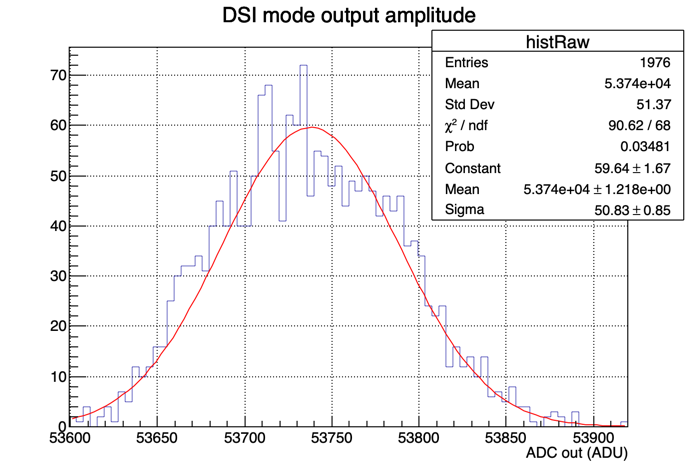 DSI mode output amplitude
histRaw
Entries 1976
Mean 5.374e+04
Std Dev 51.37
χ² / ndf 90.62 / 68
Prob 0.03481
Constant 59.64 ± 1.67
Mean 5.374e+04 ± 1.218e+00
Sigma 50.83 ± 0.85
70
60
50
40
30
20
10
0
53600 53650 53700 53750 53800 53850 53900
ADC out (ADU)